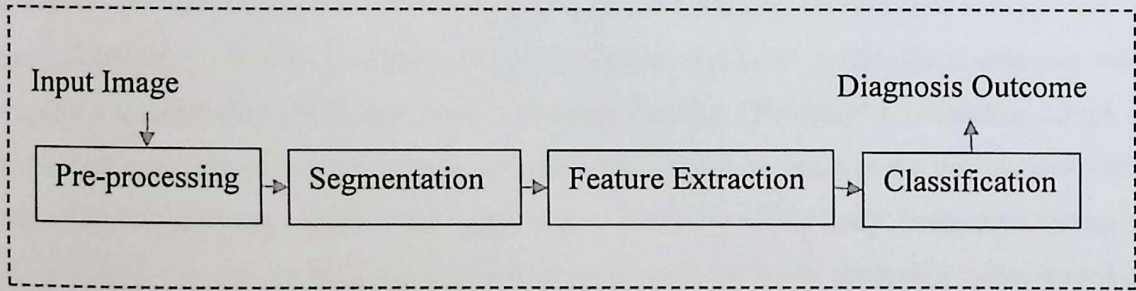 Input Image
Diagnosis Outcome
Pre-processing
Segmentation
Feature Extraction
Classification